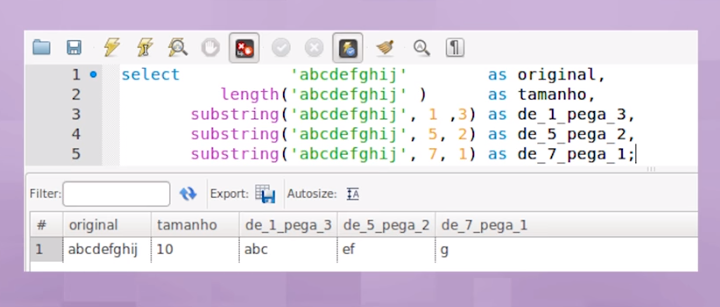 1 select 'abcdefghij' as original,
2 length('abcdefghij' ) as tamanho,
3 substring('abcdefghij', 1 ,3) as de_1_pega_3,
4 substring('abcdefghij', 5, 2) as de_5_pega_2,
5 substring('abcdefghij', 7, 1) as de_7_pega_1;
Filter: Export: Autosize:
# original tamanho de_1_pega_3 de_5_pega_2 de_7_pega_1
1 abcdefghij 10 abc ef g